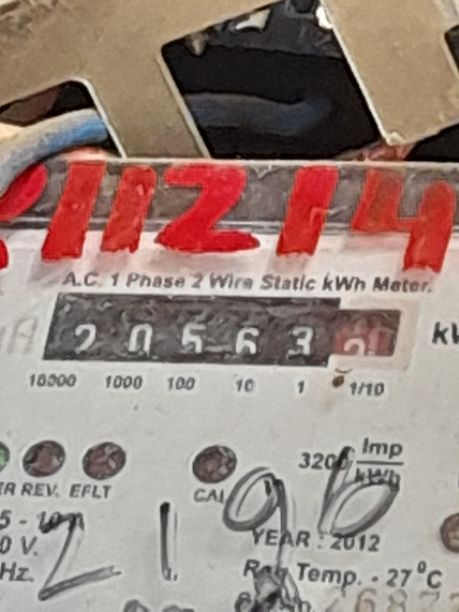 11214
A.C. 1 Phase 2 Wire Static kWh Meter.
2 0 5 6 3
10000 1000 100 10 1 1/10
3200 Imp/kWh
REV. EFLT CAL
2196
YEAR : 2012
0 V.
Hz. Temp. - 27°C